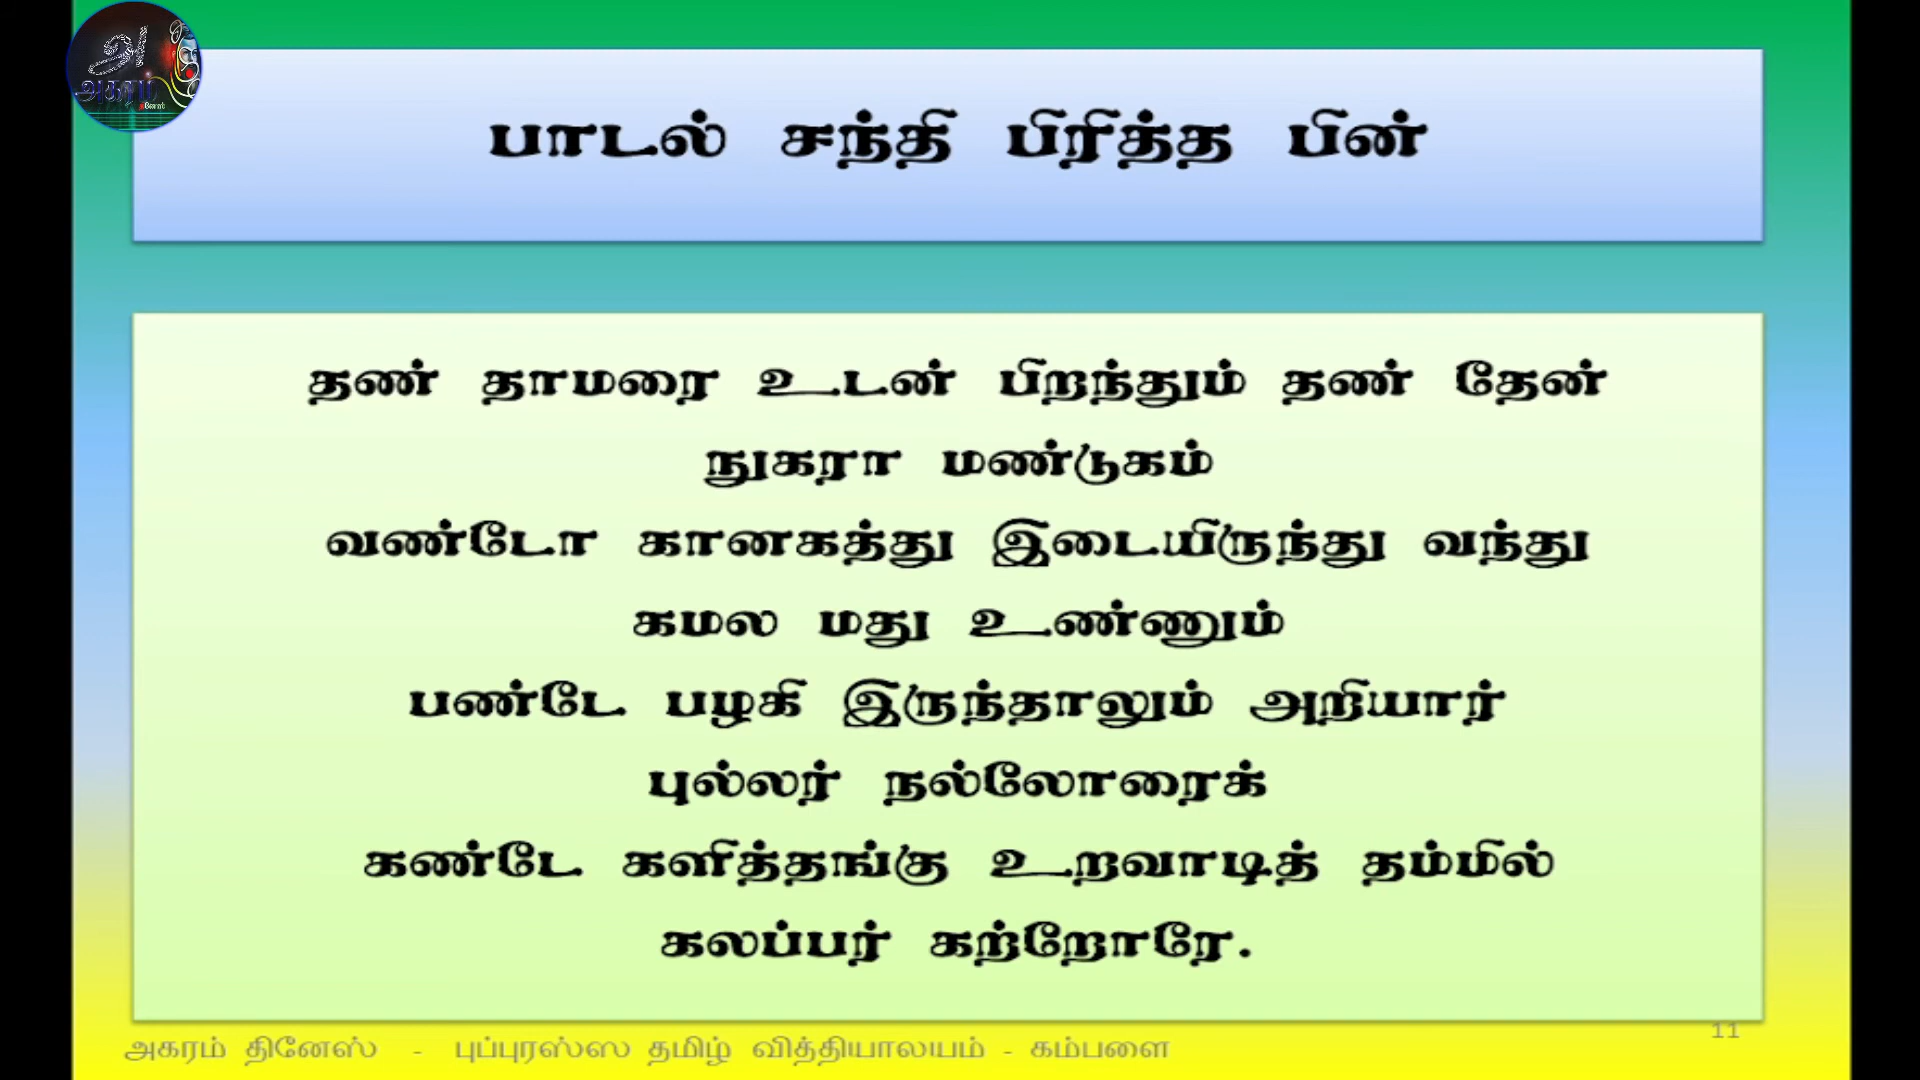 அ
அகரம்
பாடல் சந்தி பிரித்த பின்
தண் தாமரை உடன் பிறந்தும் தண் தேன்
நுகரா மண்டுகம்
வண்டோ கானகத்து இடையிருந்து வந்து
கமல மது உண்ணும்
பண்டே பழகி இருந்தாலும் அறியார்
புல்லர் நல்லோரைக்
கண்டே களித்தங்கு உறவாடித் தம்மில்
கலப்பர் கற்றோரே.
11
அகரம் தினேஸ் - புப்புரஸ்ஸ தமிழ் வித்தியாலயம் - கம்பளை